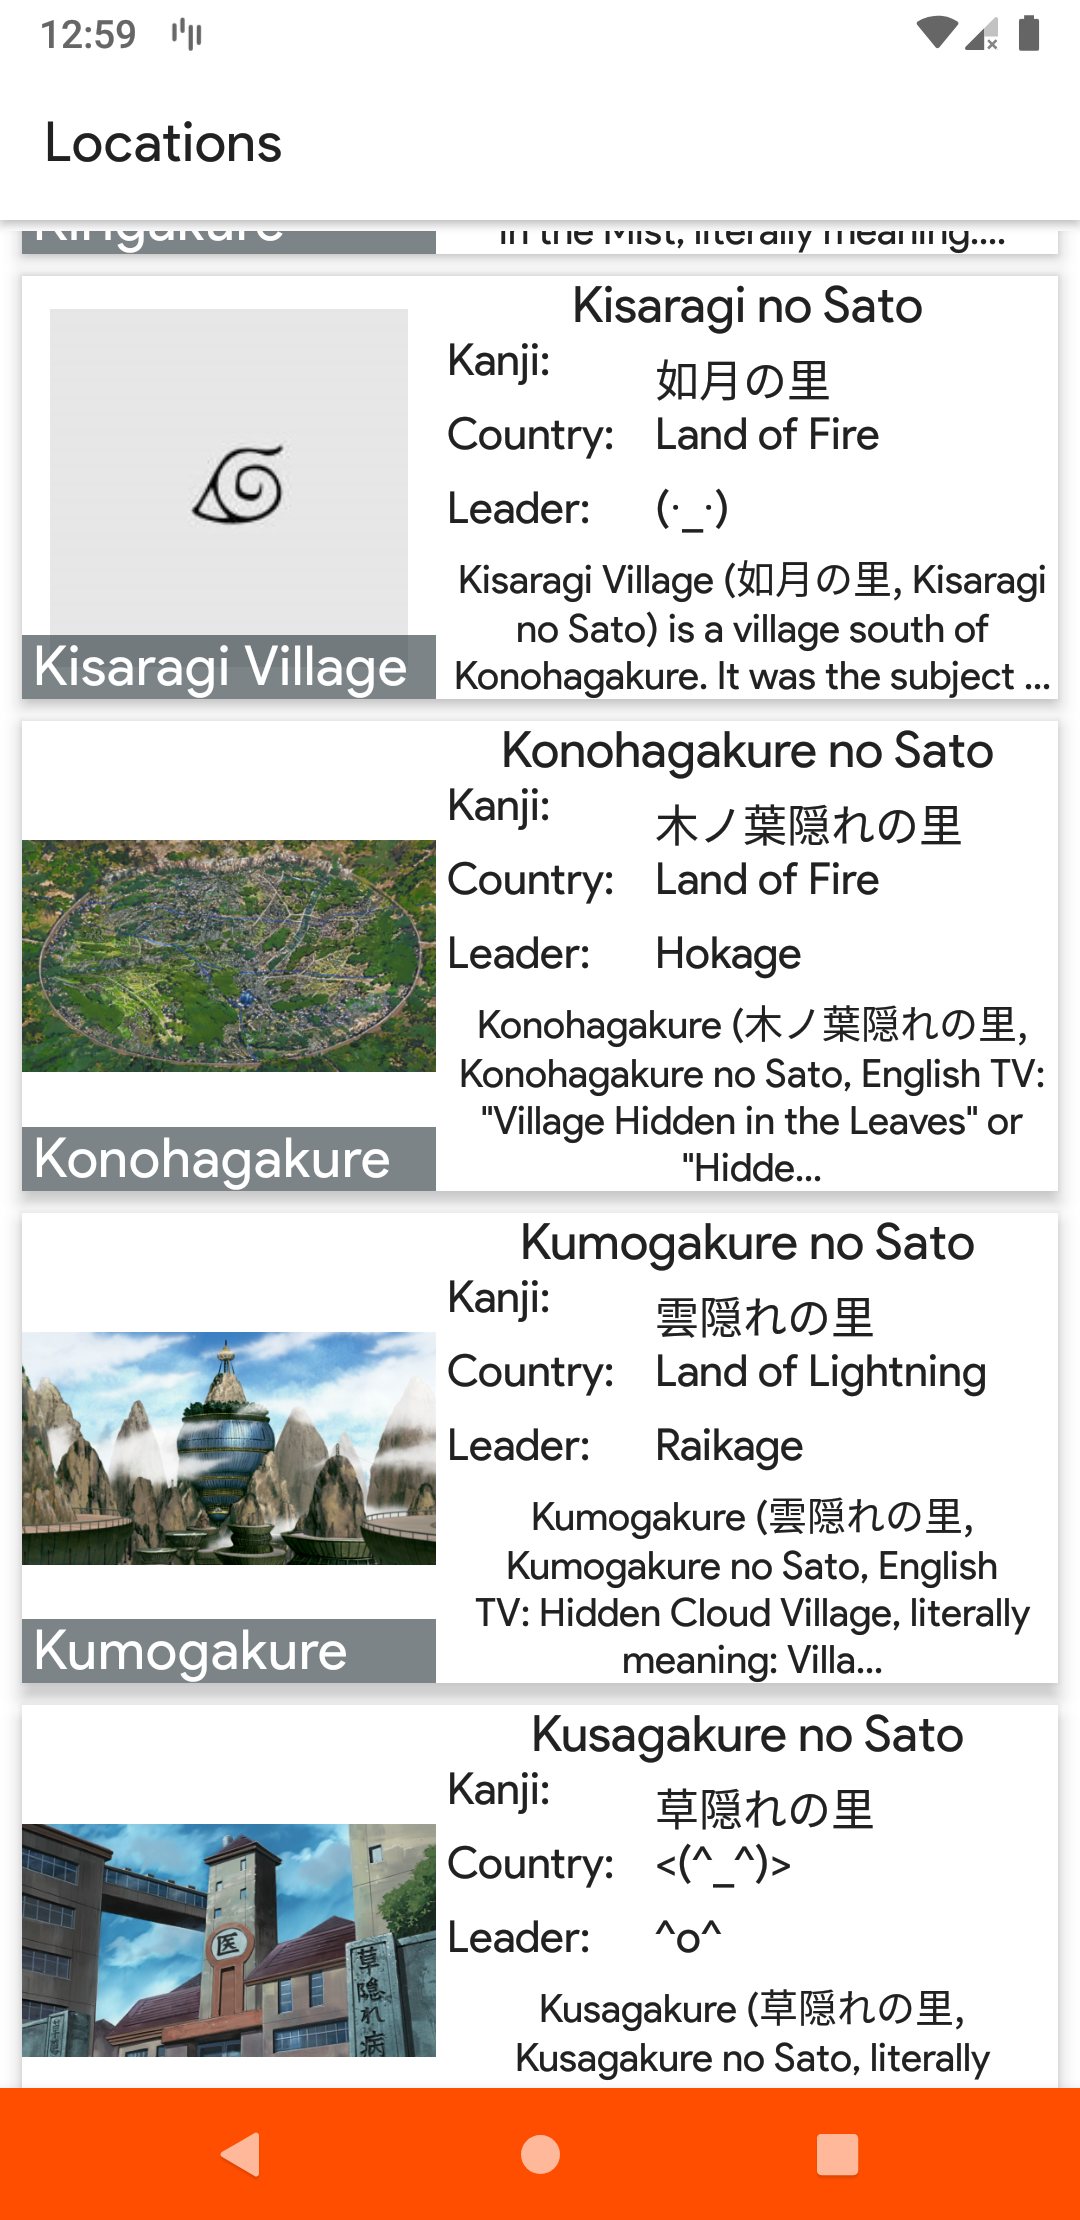 12:59
Locations
Kirigakure
in the Mist, literally meaning....
Kisaragi no Sato
Kanji:
如月の里
Country:
Land of Fire
Leader:
(·_·)
Kisaragi Village (如月の里, Kisaragi
no Sato) is a village south of
Konohagakure. It was the subject ...
Kisaragi Village
Konohagakure no Sato
Kanji:
木ノ葉隠れの里
Country:
Land of Fire
Leader:
Hokage
Konohagakure (木ノ葉隠れの里,
Konohagakure no Sato, English TV:
"Village Hidden in the Leaves" or
"Hidde...
Konohagakure
Kumogakure no Sato
Kanji:
雲隠れの里
Country:
Land of Lightning
Leader:
Raikage
Kumogakure (雲隠れの里,
Kumogakure no Sato, English
TV: Hidden Cloud Village, literally
meaning: Villa...
Kumogakure
Kusagakure no Sato
Kanji:
草隠れの里
Country:
<(^_^)>
Leader:
^o^
Kusagakure (草隠れの里,
Kusagakure no Sato, literally
医
草隠れ病